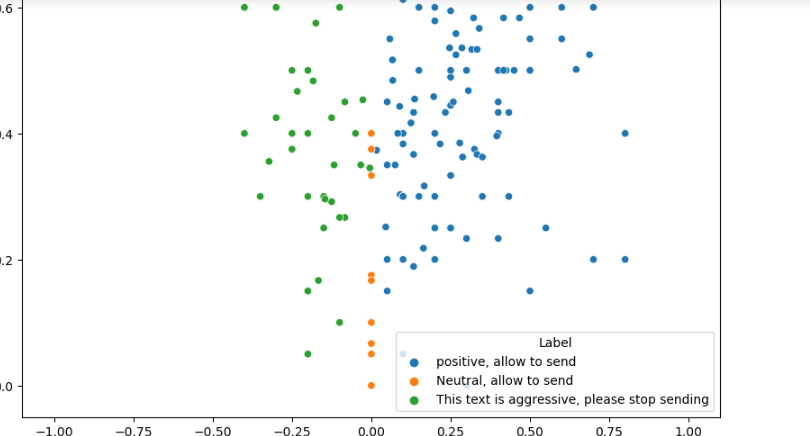 0.6
0.4
0.2
0.0
Label
positive, allow to send
Neutral, allow to send
This text is aggressive, please stop sending
−1.00 −0.75 −0.50 −0.25 0.00 0.25 0.50 0.75 1.00